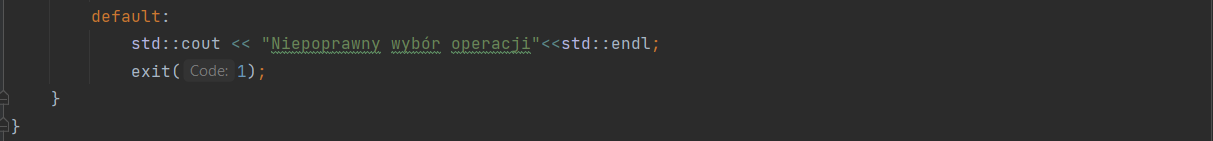 default:
std::cout << "Niepoprawny wybór operacji"<<std::endl;
exit( Code: 1);
}
}